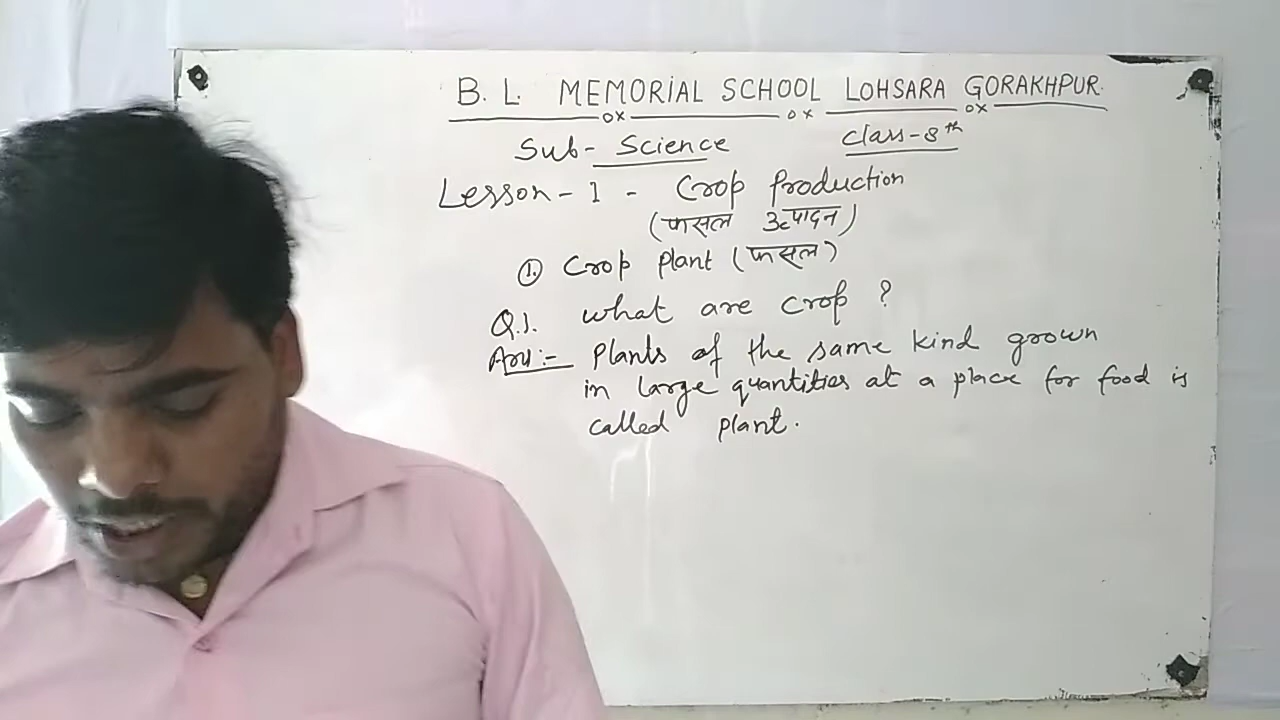 B. L. MEMORIAL SCHOOL LOHSARA GORAKHPUR.
Sub- Science Class-8th
Lesson - 1 - Crop Production
(फसल उत्पादन)
①. Crop plant (फसल)
Q.1. what are crop ?
Ans:- Plants of the same kind grown
in large quantities at a place for food is
called plant.